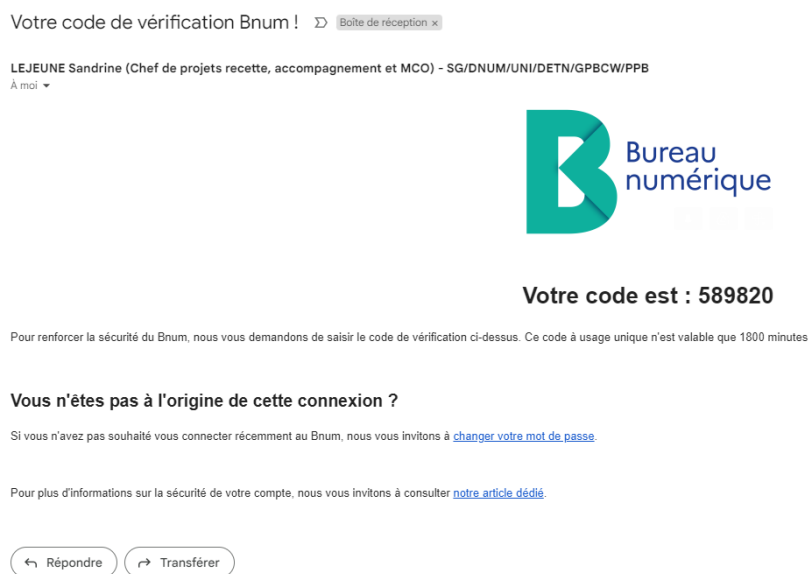 Votre code de vérification Bnum !
Boîte de réception ×
LEJEUNE Sandrine (Chef de projets recette, accompagnement et MCO) - SG/DNUM/UNI/DETN/GPBCW/PPB
À moi
Bureau
numérique
Votre code est : 589820
Pour renforcer la sécurité du Bnum, nous vous demandons de saisir le code de vérification ci-dessus. Ce code à usage unique n'est valable que 1800 minutes
Vous n'êtes pas à l'origine de cette connexion ?
Si vous n'avez pas souhaité vous connecter récemment au Bnum, nous vous invitons à changer votre mot de passe.
Pour plus d'informations sur la sécurité de votre compte, nous vous invitons à consulter notre article dédié.
Répondre
Transférer